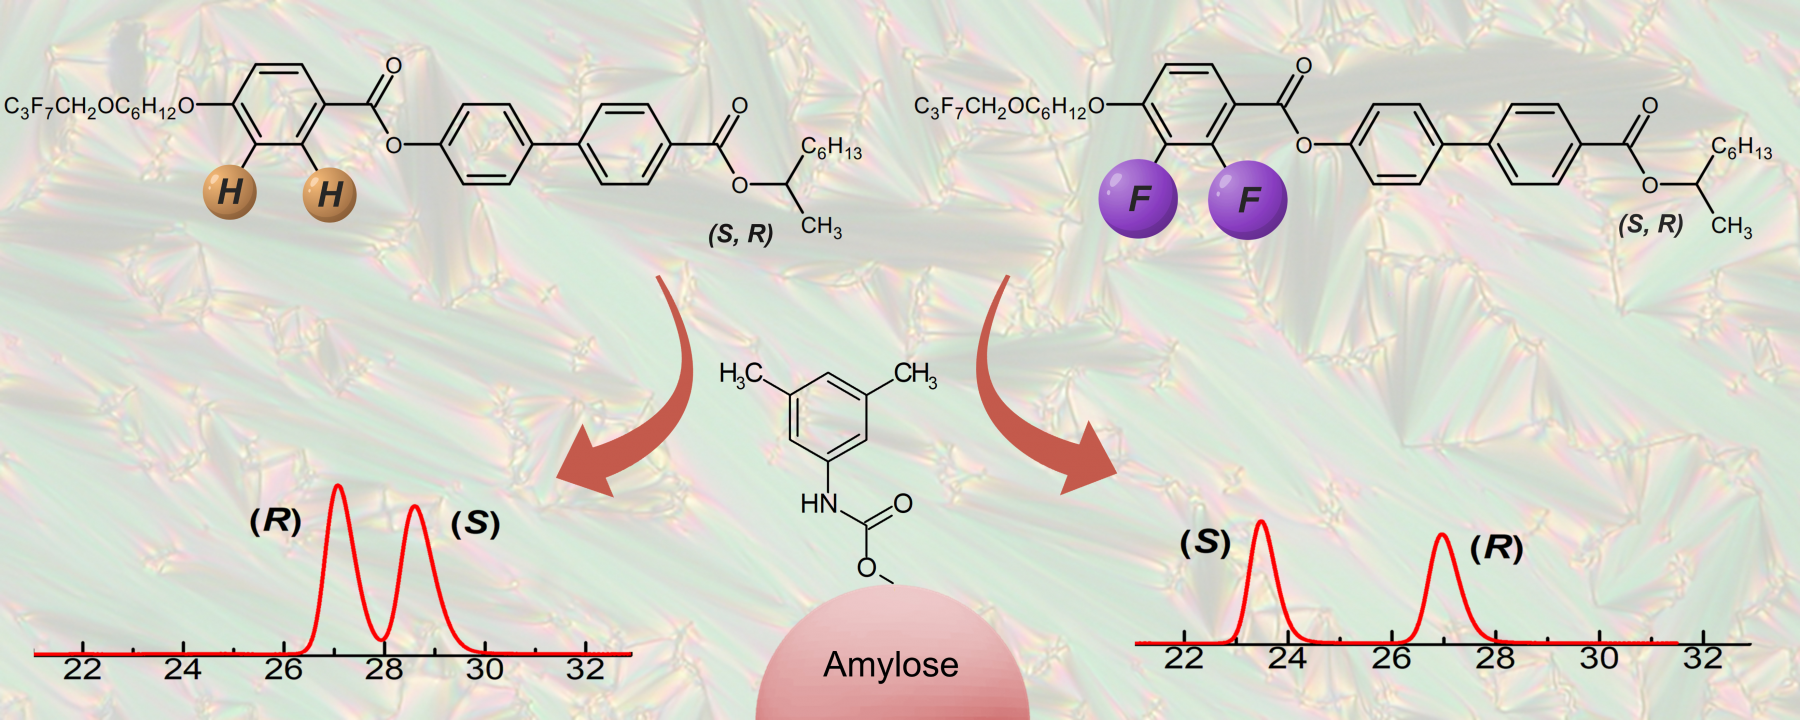 O
O
C₃F₇CH₂OC₆H₁₂O
O
O
C₆H₁₃
H
H
O
(S, R)
CH₃
C₃F₇CH₂OC₆H₁₂O
O
O
C₆H₁₃
F
F
O
(S, R)
CH₃
H₃C
CH₃
HN
O
O
(R)
(S)
22 24 26 28 30 32
(S)
(R)
22 24 26 28 30 32
Amylose